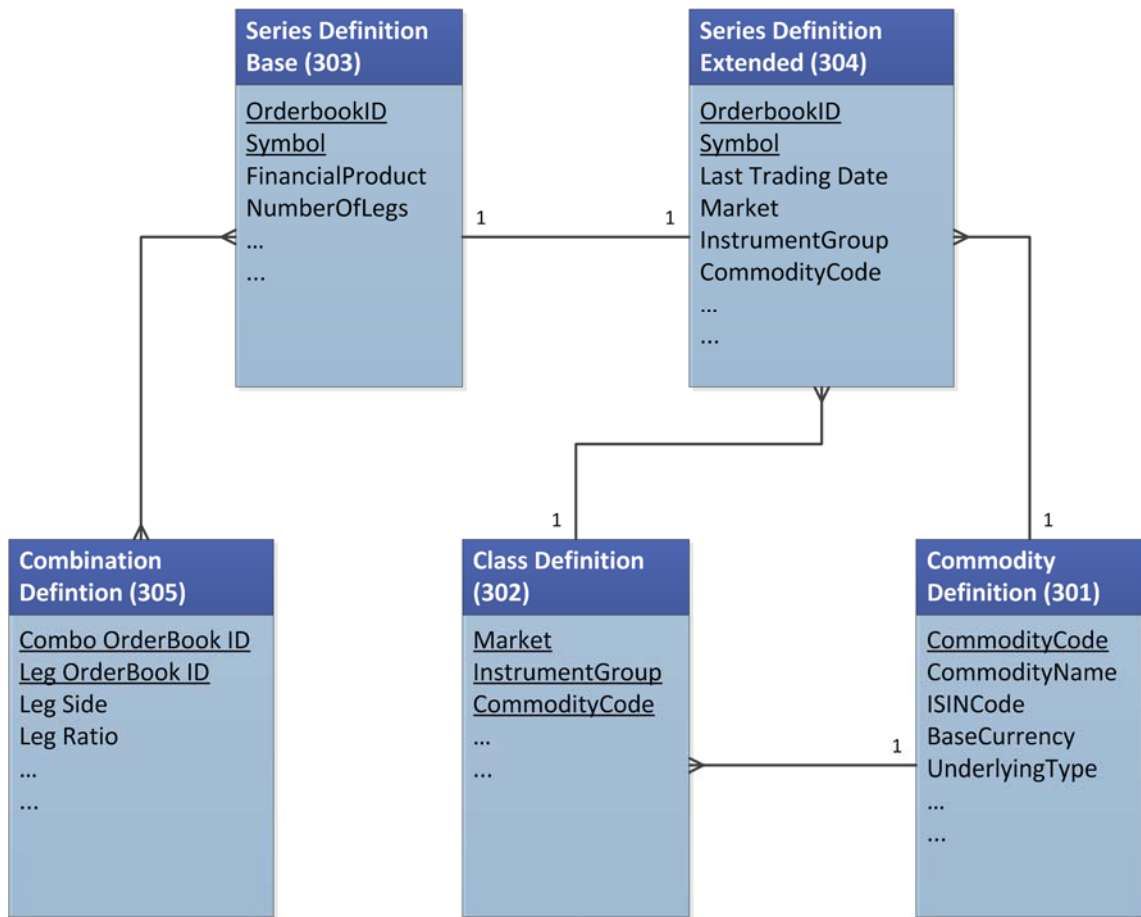 Series Definition
Base (303)
OrderbookID
Symbol
FinancialProduct
NumberOfLegs
...
...
Series Definition
Extended (304)
OrderbookID
Symbol
Last Trading Date
Market
InstrumentGroup
CommodityCode
...
...
1
1
1
1
Combination
Defintion (305)
Combo OrderBook ID
Leg OrderBook ID
Leg Side
Leg Ratio
...
...
Class Definition
(302)
Market
InstrumentGroup
CommodityCode
...
...
1
Commodity
Definition (301)
CommodityCode
CommodityName
ISINCode
BaseCurrency
UnderlyingType
...
...